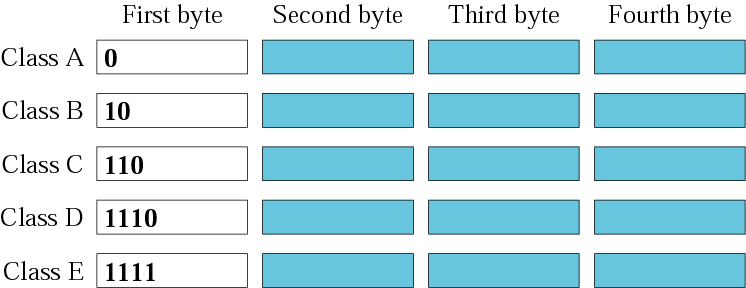 First byte Second byte Third byte Fourth byte
Class A 0
Class B 10
Class C 110
Class D 1110
Class E 1111